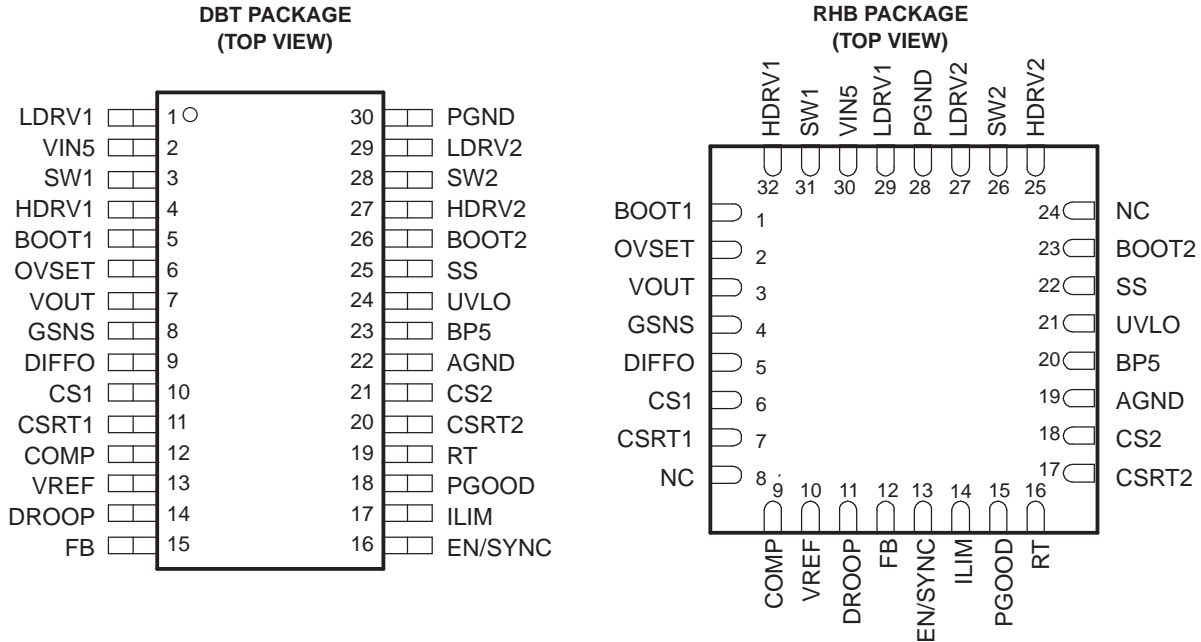 DBT PACKAGE
(TOP VIEW)
LDRV1 1 30 PGND
VIN5 2 29 LDRV2
SW1 3 28 SW2
HDRV1 4 27 HDRV2
BOOT1 5 26 BOOT2
OVSET 6 25 SS
VOUT 7 24 UVLO
GSNS 8 23 BP5
DIFFO 9 22 AGND
CS1 10 21 CS2
CSRT1 11 20 CSRT2
COMP 12 19 RT
VREF 13 18 PGOOD
DROOP 14 17 ILIM
FB 15 16 EN/SYNC
RHB PACKAGE
(TOP VIEW)
HDRV1 SW1 VIN5 LDRV1 PGND LDRV2 SW2 HDRV2
32 31 30 29 28 27 26 25
BOOT1 1 24 NC
OVSET 2 23 BOOT2
VOUT 3 22 SS
GSNS 4 21 UVLO
DIFFO 5 20 BP5
CS1 6 19 AGND
CSRT1 7 18 CS2
NC 8 17 CSRT2
9 10 11 12 13 14 15 16
COMP VREF DROOP FB EN/SYNC ILIM PGOOD RT